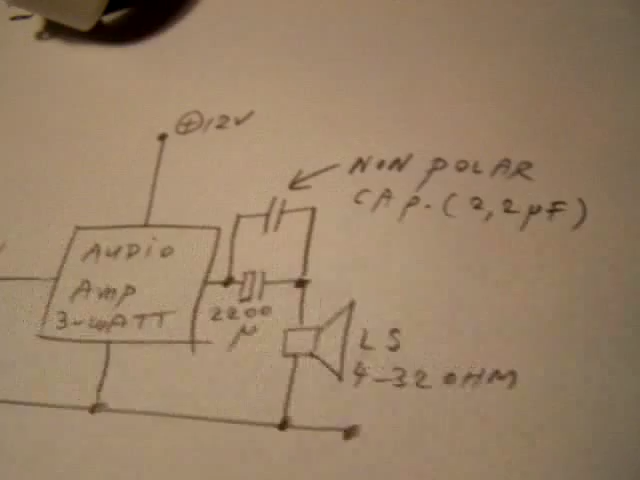 ⊕12V
NON POLAR
CAP. (2,2µF)
AUDIO
AMP
3-WATT
2200
µ
LS
4-32 OHM